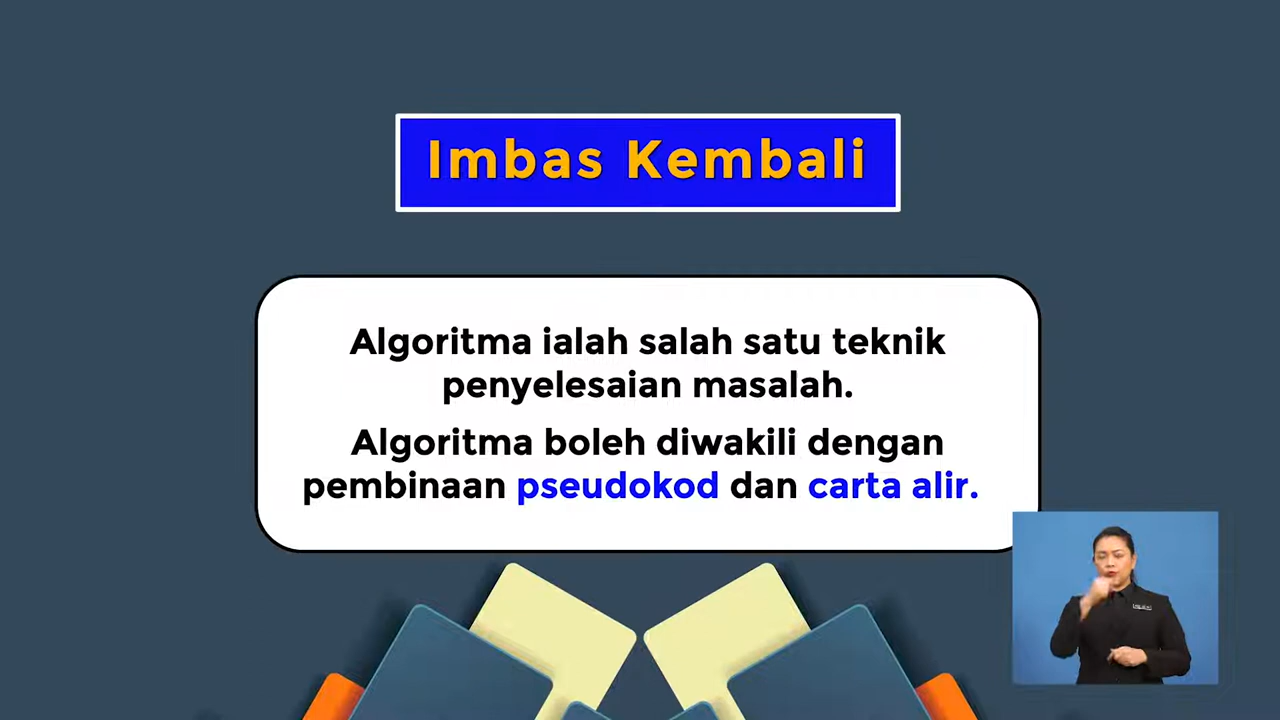 Imbas Kembali
Algoritma ialah salah satu teknik
penyelesaian masalah.
Algoritma boleh diwakili dengan
pembinaan pseudokod dan carta alir.